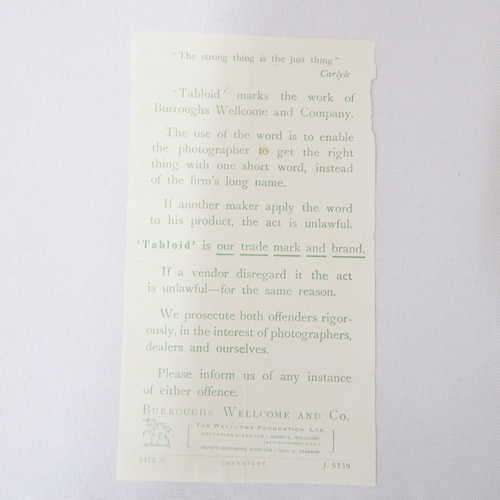 "The strong thing is the just thing"
Carlyle
'Tabloid' marks the work of
Burroughs Wellcome and Company.
The use of the word is to enable
the photographer to get the right
thing with one short word, instead
of the firm's long name.
If another maker apply the word
to his product, the act is unlawful.
'Tabloid' is our trade mark and brand.
If a vendor disregard it the act
is unlawful—for the same reason.
We prosecute both offenders rigor-
ously, in the interest of photographers,
dealers and ourselves.
Please inform us of any instance
of either offence.
Burroughs Wellcome and Co.
The Wellcome Foundation Ltd.
COPYRIGHT